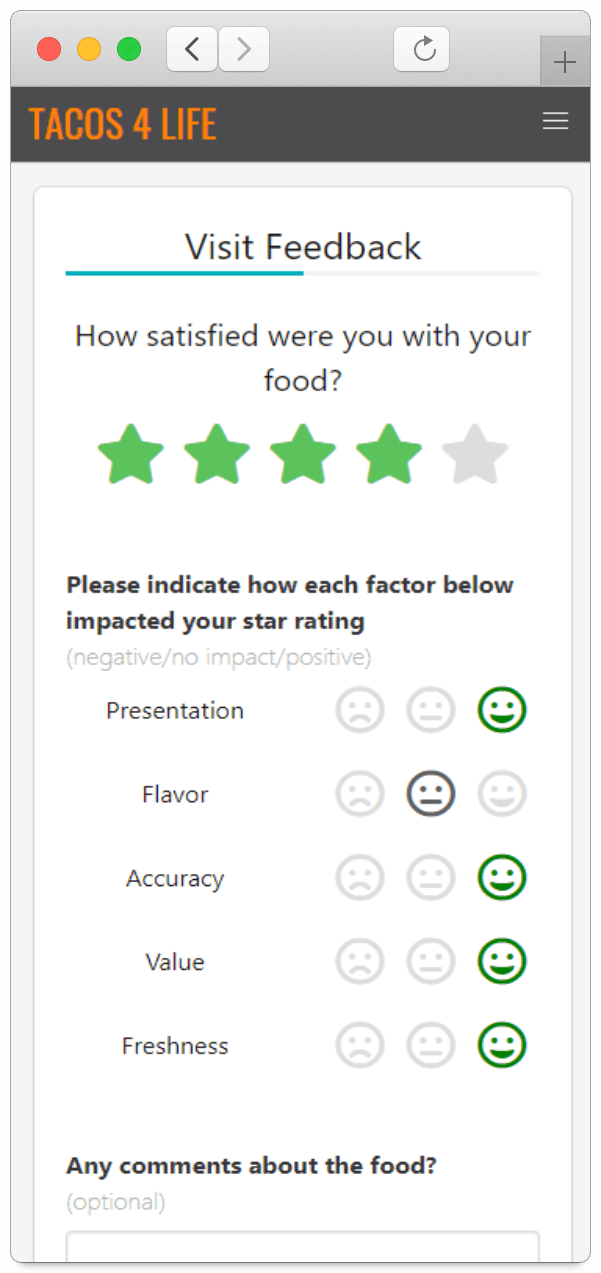 TACOS 4 LIFE
Visit Feedback
How satisfied were you with your
food?
Please indicate how each factor below
impacted your star rating
(negative/no impact/positive)
Presentation
Flavor
Accuracy
Value
Freshness
Any comments about the food?
(optional)